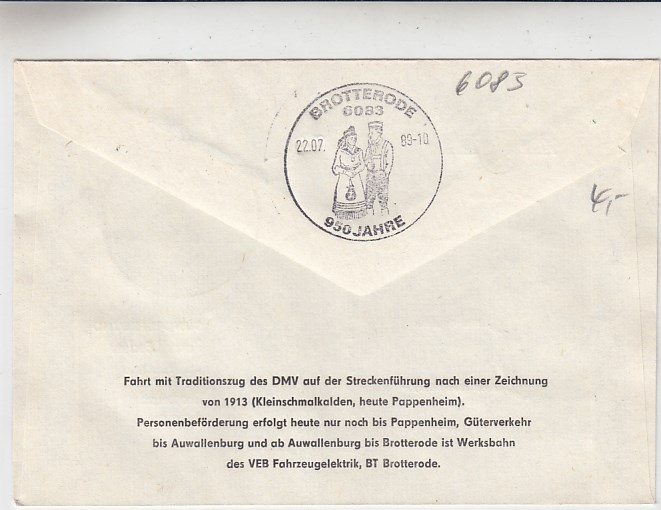 6083
BROTTERODE
6083
22.07. 89-10
950 JAHRE
4,-
Fahrt mit Traditionszug des DMV auf der Streckenführung nach einer Zeichnung
von 1913 (Kleinschmalkalden, heute Pappenheim).
Personenbeförderung erfolgt heute nur noch bis Pappenheim, Güterverkehr
bis Auwallenburg und ab Auwallenburg bis Brotterode ist Werksbahn
des VEB Fahrzeugelektrik, BT Brotterode.